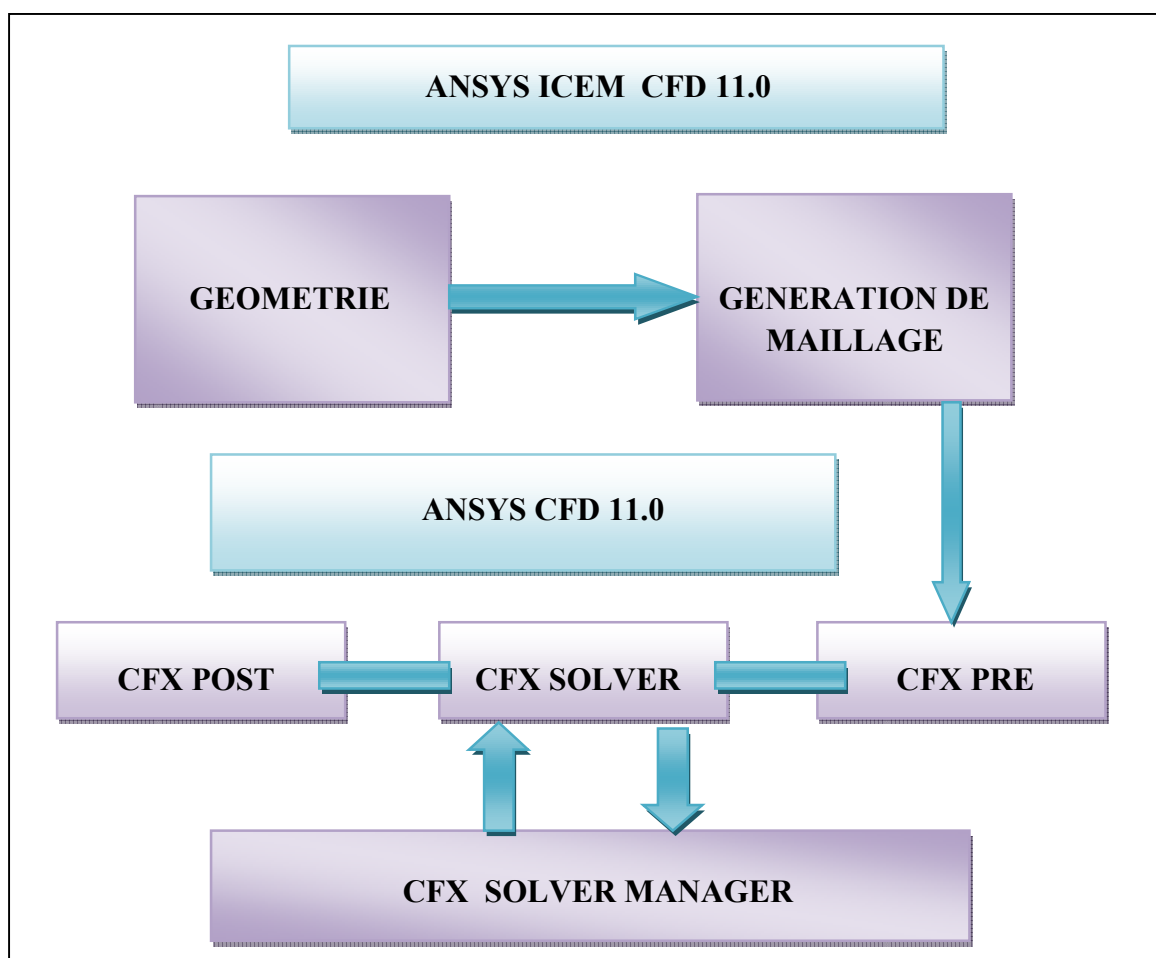 ANSYS ICEM CFD 11.0
GEOMETRIE
GENERATION DE
MAILLAGE
ANSYS CFD 11.0
CFX POST
CFX SOLVER
CFX PRE
CFX SOLVER MANAGER